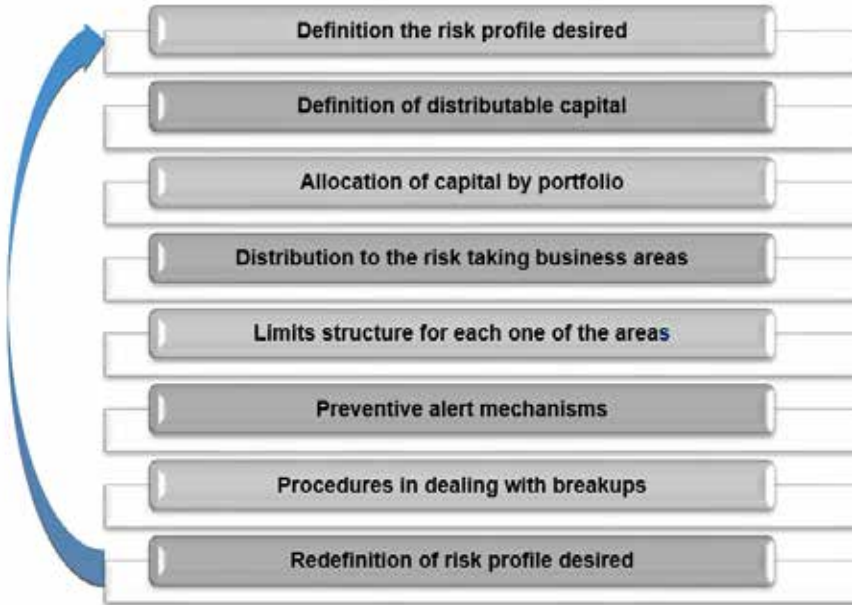 Definition the risk profile desired
Definition of distributable capital
Allocation of capital by portfolio
Distribution to the risk taking business areas
Limits structure for each one of the areas
Preventive alert mechanisms
Procedures in dealing with breakups
Redefinition of risk profile desired